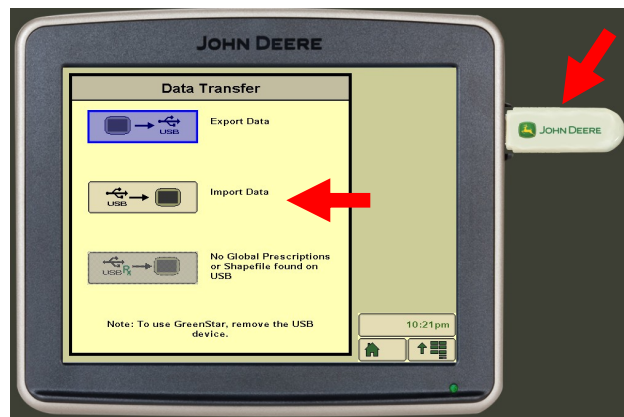 JOHN DEERE
Data Transfer
USB
Export Data
JOHN DEERE
USB
Import Data
USB Rx
No Global Prescriptions
or Shapefile found on
USB
Note: To use GreenStar, remove the USB
device.
10:21pm